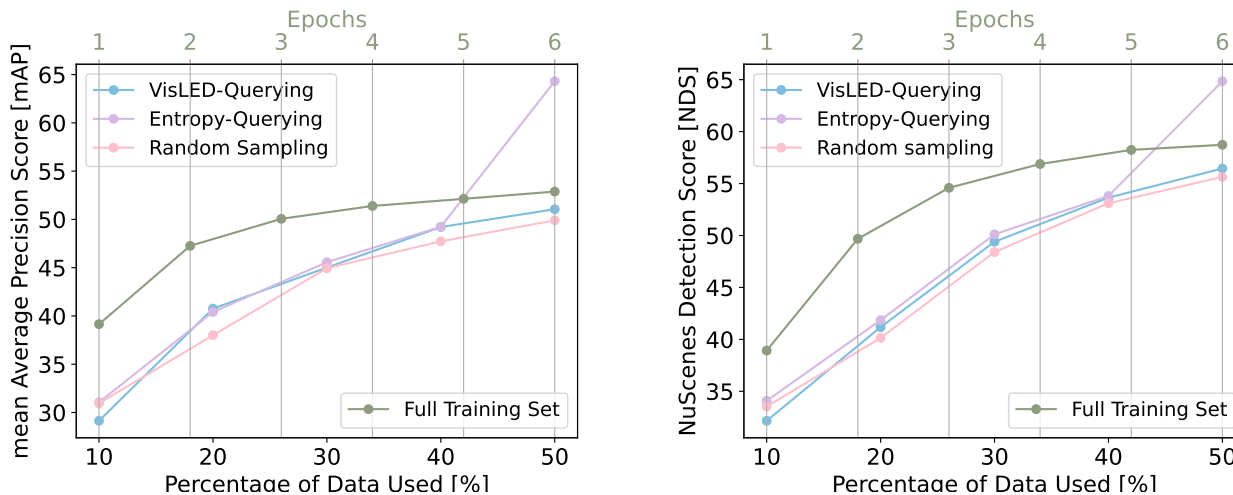 Epochs
1 2 3 4 5 6
mean Average Precision Score [mAP]
65
60
55
50
45
40
35
30
VisLED-Querying
Entropy-Querying
Random Sampling
Full Training Set
10 20 30 40 50
Percentage of Data Used [%]
Epochs
1 2 3 4 5 6
NuScenes Detection Score [NDS]
65
60
55
50
45
40
35
VisLED-Querying
Entropy-Querying
Random sampling
Full Training Set
10 20 30 40 50
Percentage of Data Used [%]